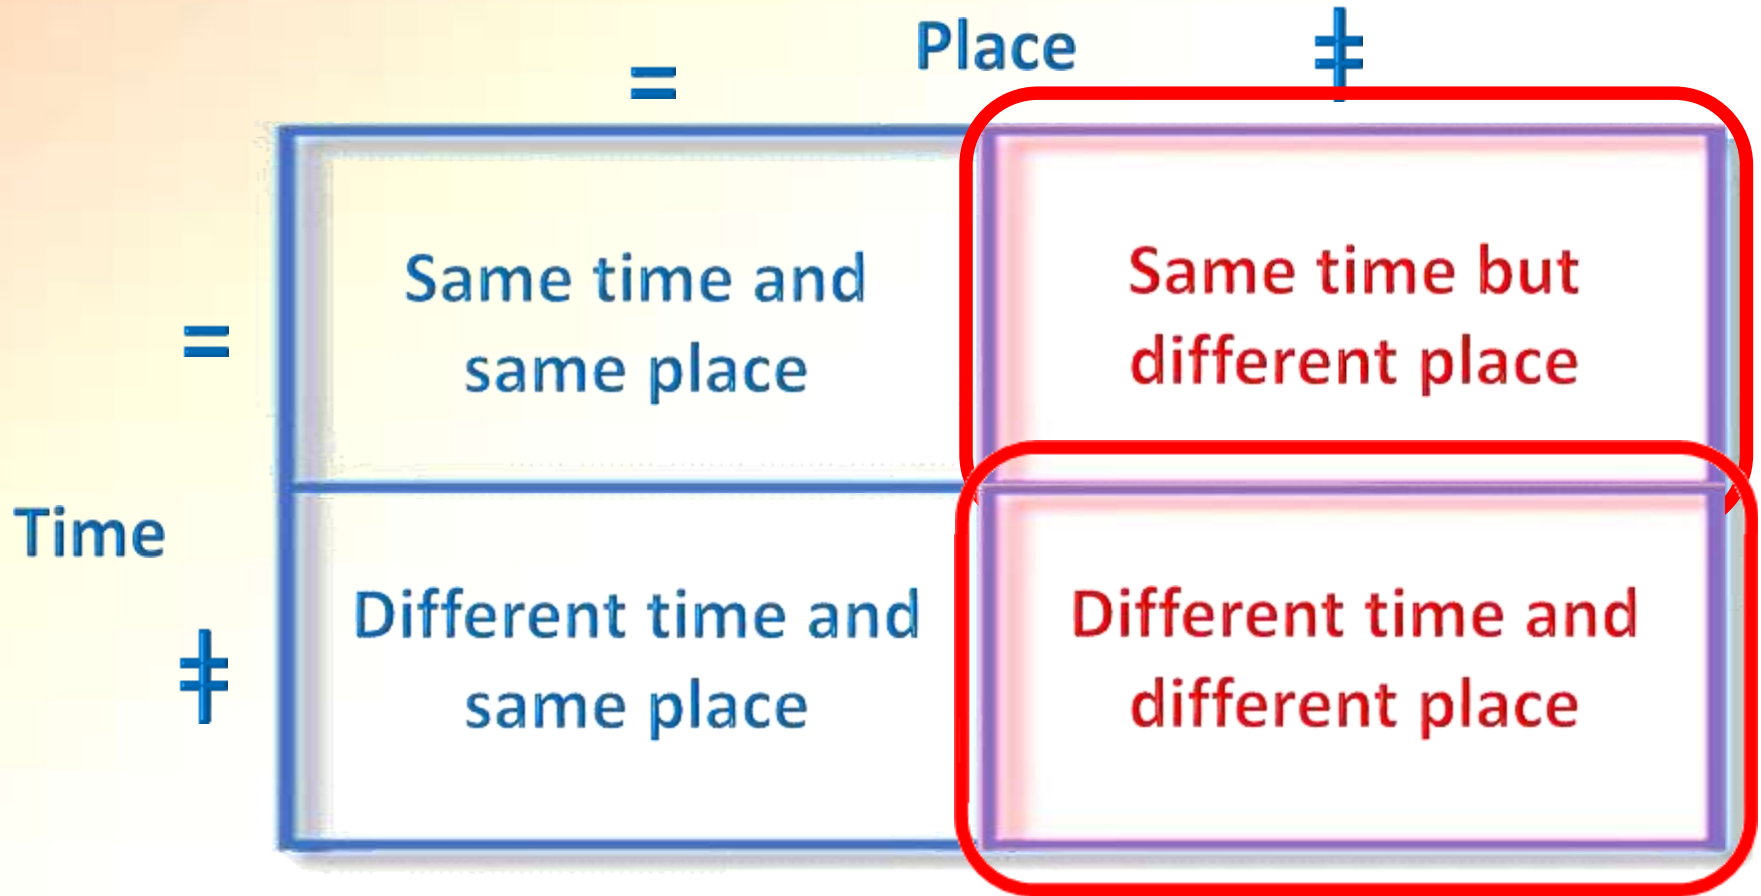 Place
= ‡
=
Same time and
same place
Same time but
different place
Time
‡
Different time and
same place
Different time and
different place